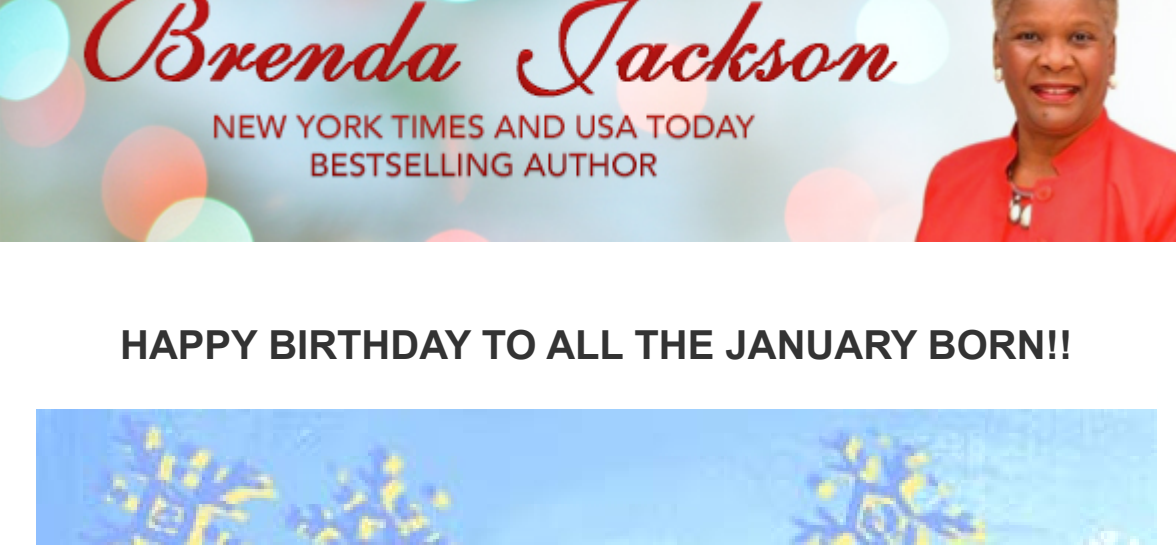 Brenda Jackson
NEW YORK TIMES AND USA TODAY
BESTSELLING AUTHOR
HAPPY BIRTHDAY TO ALL THE JANUARY BORN!!